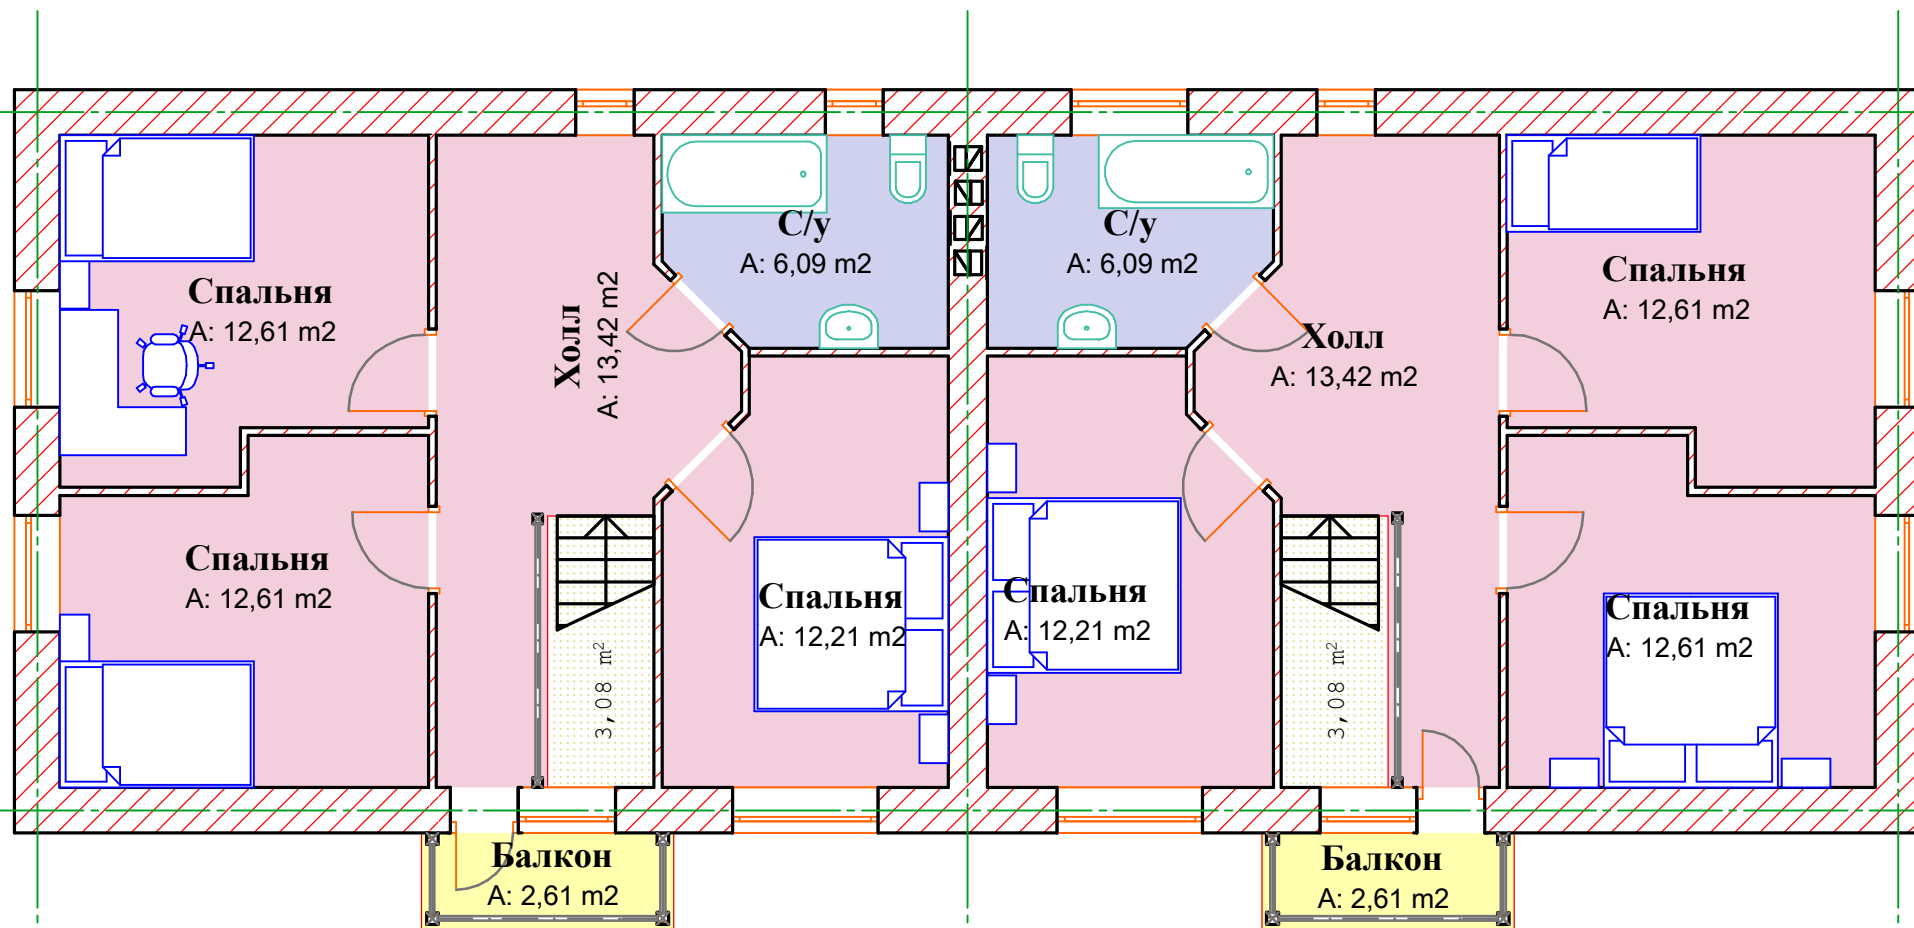 С/у
A: 6,09 m2
С/у
A: 6,09 m2
Спальня
A: 12,61 m2
Холл
A: 13,42 m2
Холл
A: 13,42 m2
Спальня
A: 12,61 m2
Спальня
A: 12,61 m2
3,08 m²
Спальня
A: 12,21 m2
Спальня
A: 12,21 m2
3,08 m²
Спальня
A: 12,61 m2
Балкон
A: 2,61 m2
Балкон
A: 2,61 m2